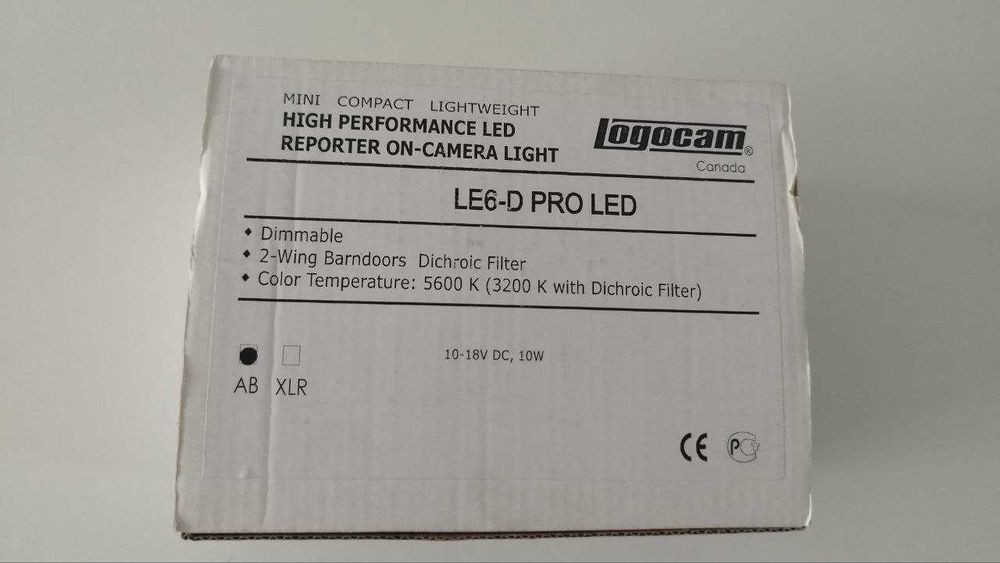 MINI COMPACT LIGHTWEIGHT
HIGH PERFORMANCE LED
REPORTER ON-CAMERA LIGHT
Logocam®
Canada
LE6-D PRO LED
Dimmable
2-Wing Barndoors Dichroic Filter
Color Temperature: 5600 K (3200 K with Dichroic Filter)
AB XLR
10-18V DC, 10W
CE PCT